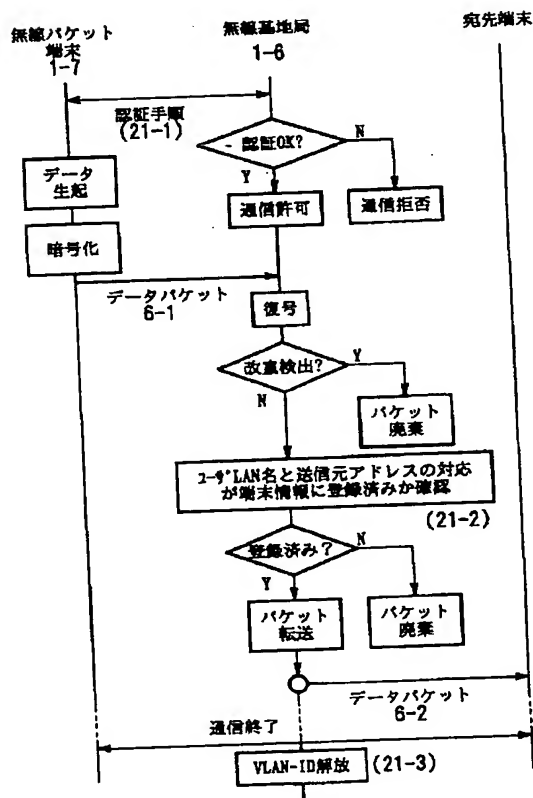 無線パケット
端末
1-7
無線基地局
1-6
宛先端末
認証手順
(21-1)
認証OK?
N
Y
データ
生起
通信許可
通信拒否
暗号化
データパケット
6-1
復号
改竄検出?
Y
N
パケット
廃棄
ユーザLAN名と送信元アドレスの対応
が端末情報に登録済みか確認
(21-2)
登録済み?
N
Y
パケット
転送
パケット
廃棄
データパケット
6-2
通信終了
VLAN-ID解放
(21-3)